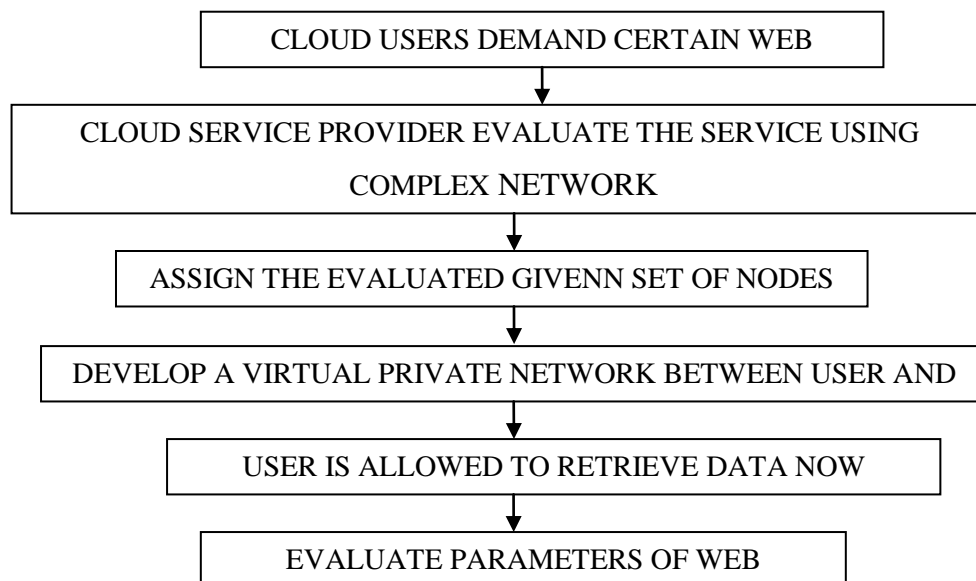 CLOUD USERS DEMAND CERTAIN WEB
CLOUD SERVICE PROVIDER EVALUATE THE SERVICE USING
COMPLEX NETWORK
ASSIGN THE EVALUATED GIVENN SET OF NODES
DEVELOP A VIRTUAL PRIVATE NETWORK BETWEEN USER AND
USER IS ALLOWED TO RETRIEVE DATA NOW
EVALUATE PARAMETERS OF WEB